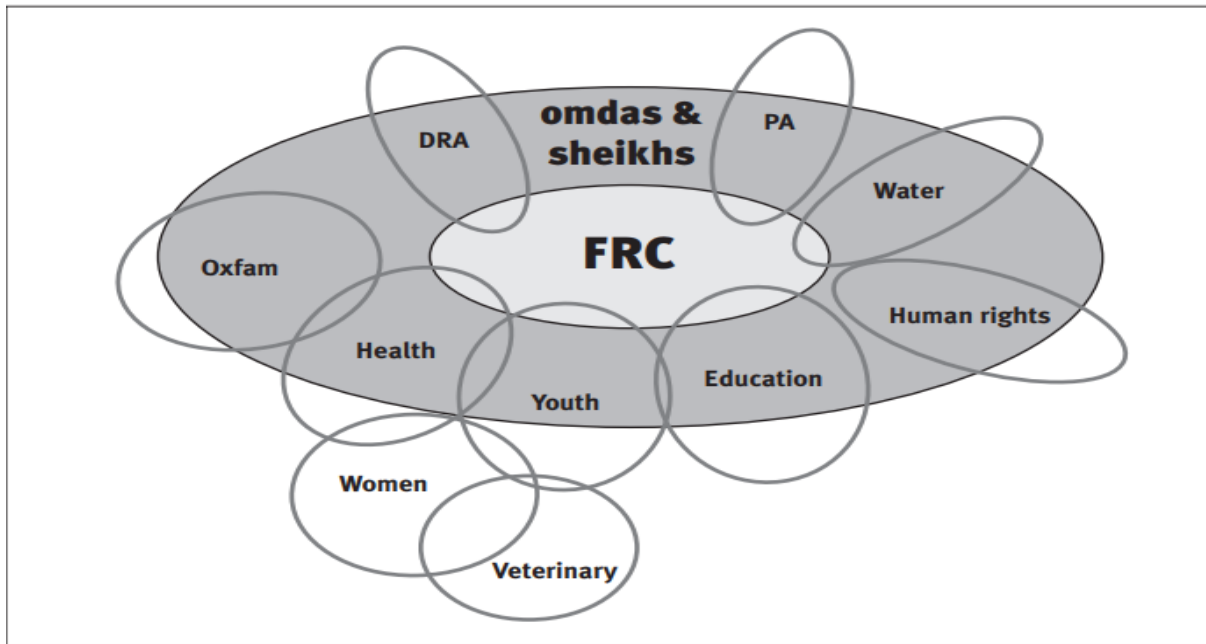 omdas &
sheikhs
PA
DRA
Water
FRC
Oxfam
Human rights
Health
Education
Youth
Women
Veterinary